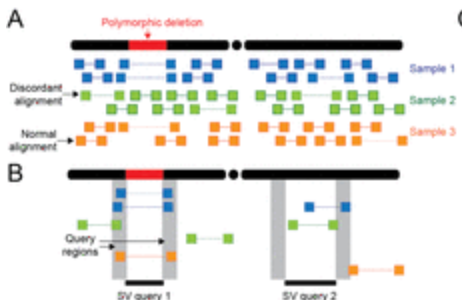 A
Polymorphic deletion
C
Sample 1
Discordant
alignment
Sample 2
Normal
alignment
Sample 3
B
Query
regions
SV query 1
SV query 2